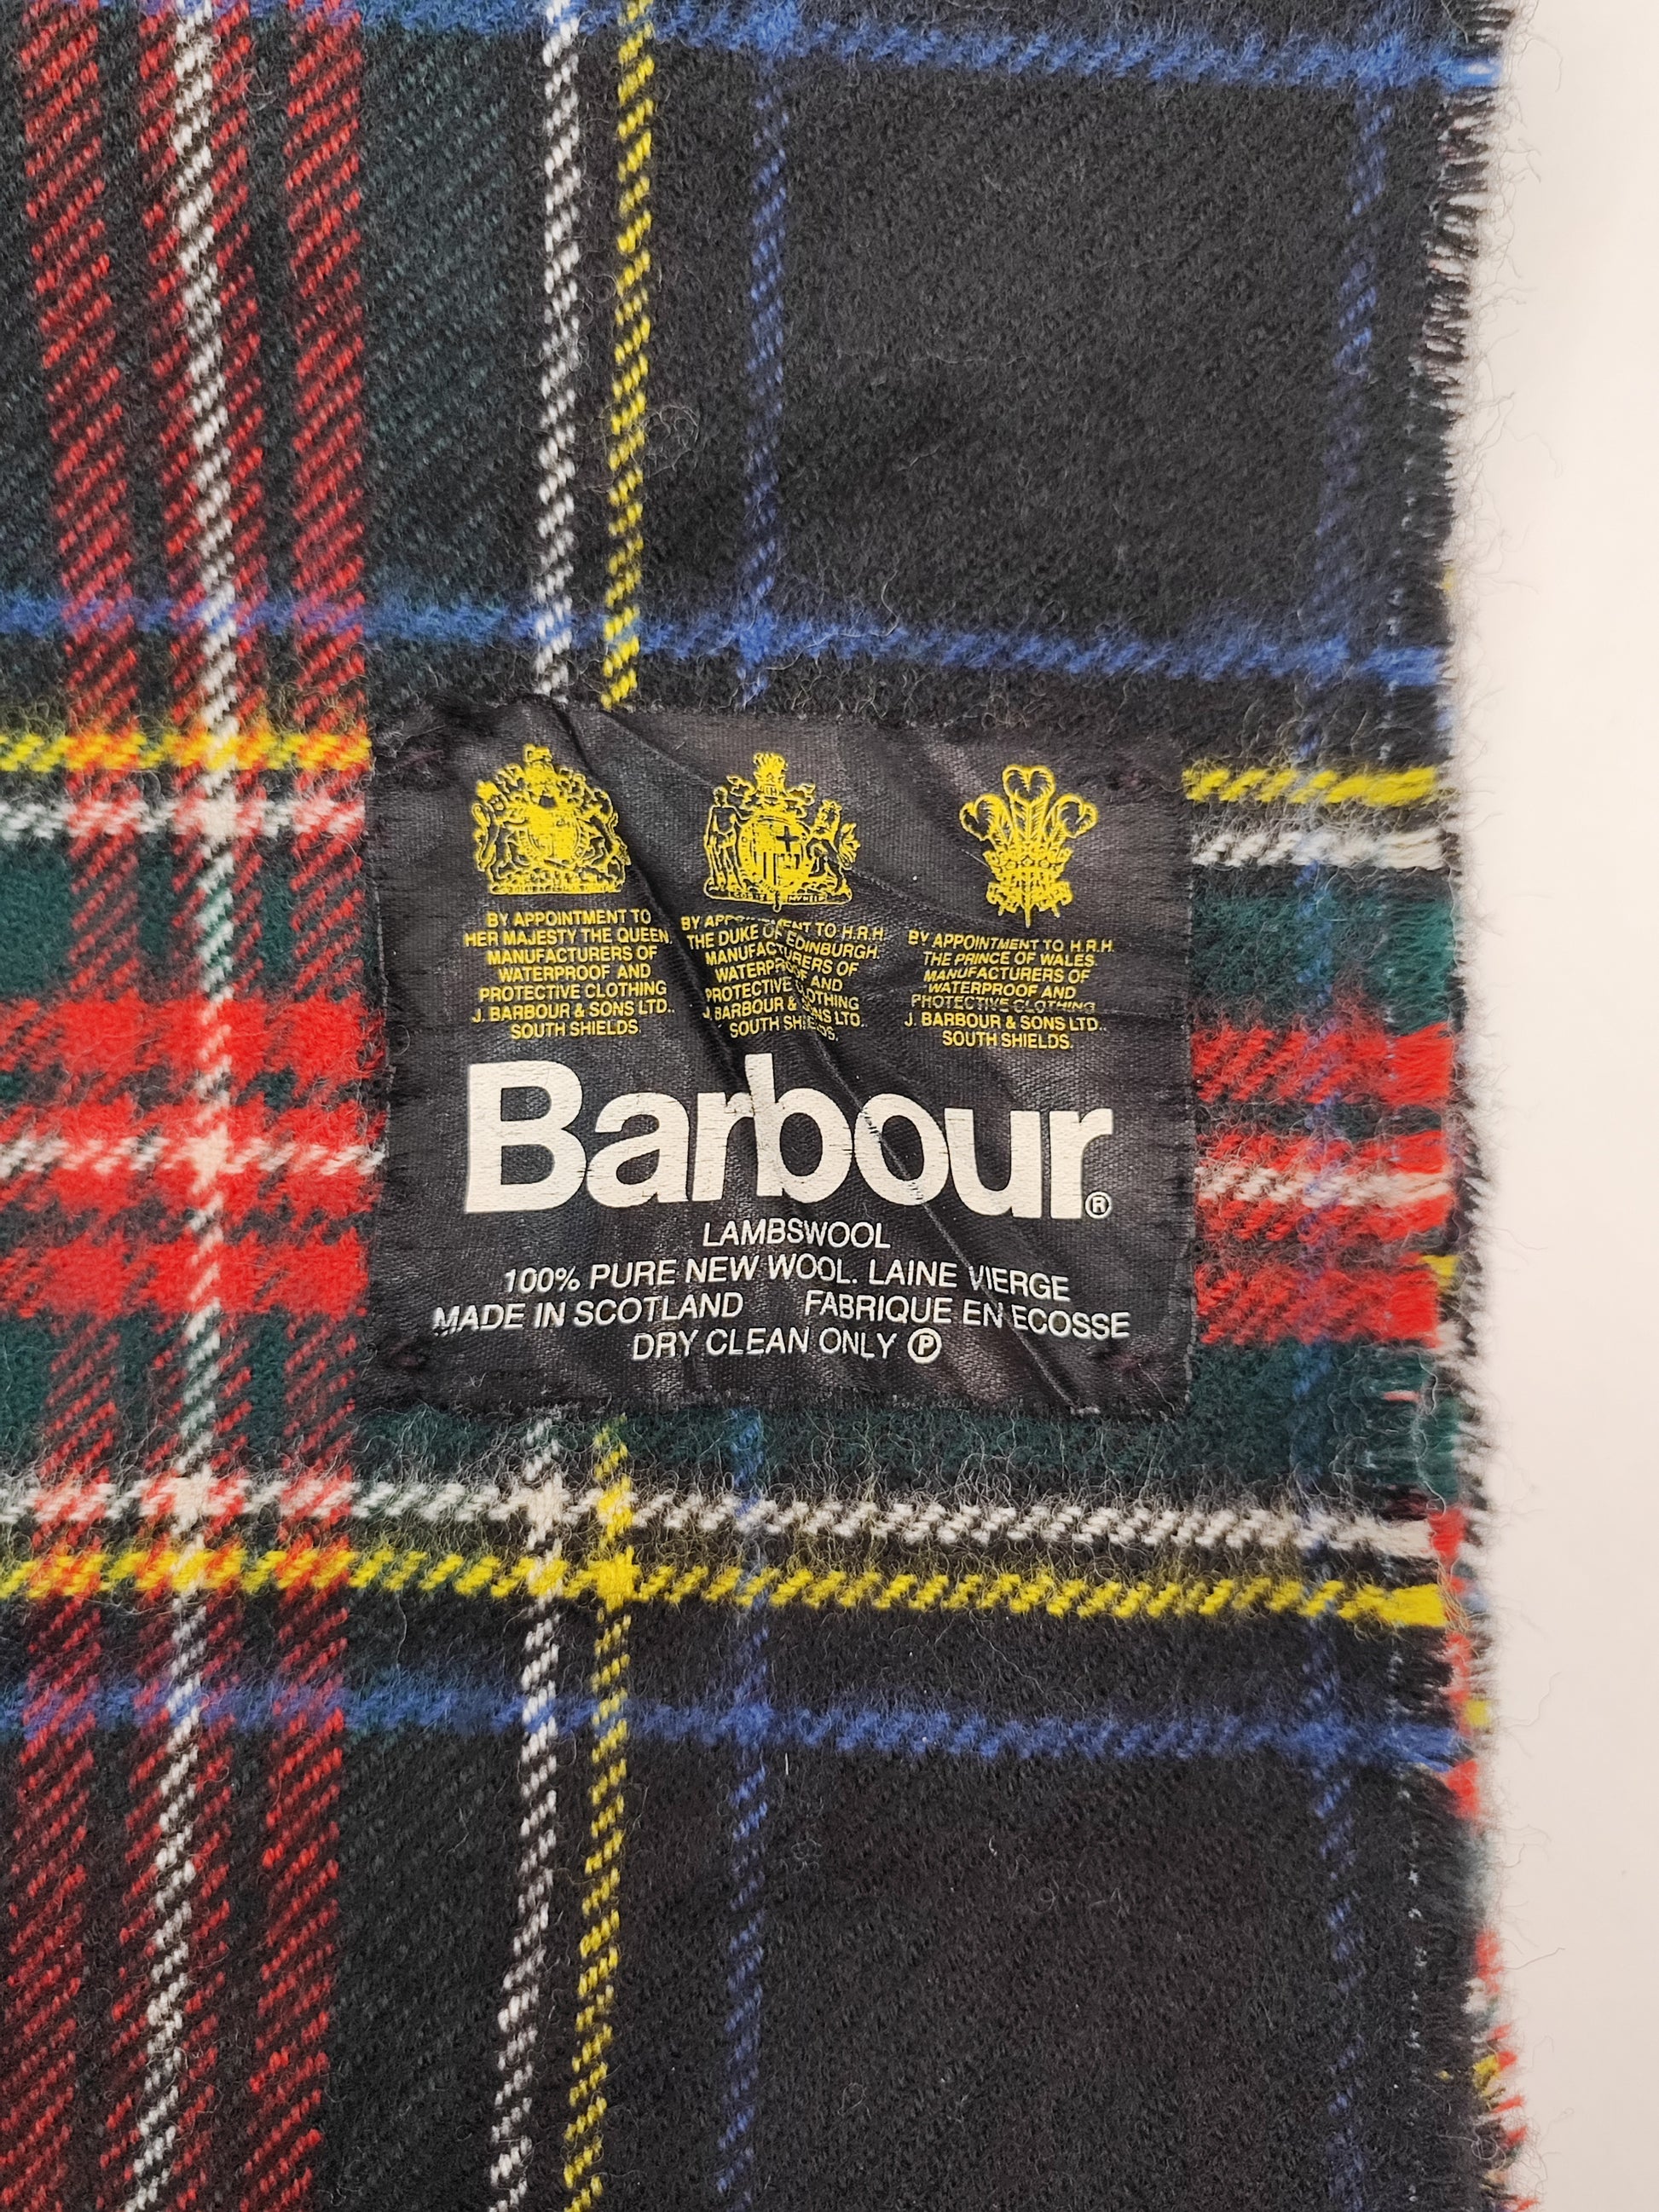 BY APPOINTMENT TO
HER MAJESTY THE QUEEN
MANUFACTURERS OF
WATERPROOF AND
PROTECTIVE CLOTHING
J. BARBOUR & SONS LTD..
SOUTH SHIELDS.
BY APPOINTMENT TO H.R.H.
THE DUKE OF EDINBURGH.
MANUFACTURERS OF
WATERPROOF AND
PROTECTIVE CLOTHING
J. BARBOUR & SONS LTD..
SOUTH SHIELDS.
BY APPOINTMENT TO H.R.H.
THE PRINCE OF WALES
MANUFACTURERS OF
WATERPROOF AND
PROTECTIVE CLOTHING
J. BARBOUR & SONS LTD..
SOUTH SHIELDS.
Barbour®
LAMBSWOOL
100% PURE NEW WOOL. LAINE VIERGE
MADE IN SCOTLAND FABRIQUE EN ECOSSE
DRY CLEAN ONLY Ⓟ